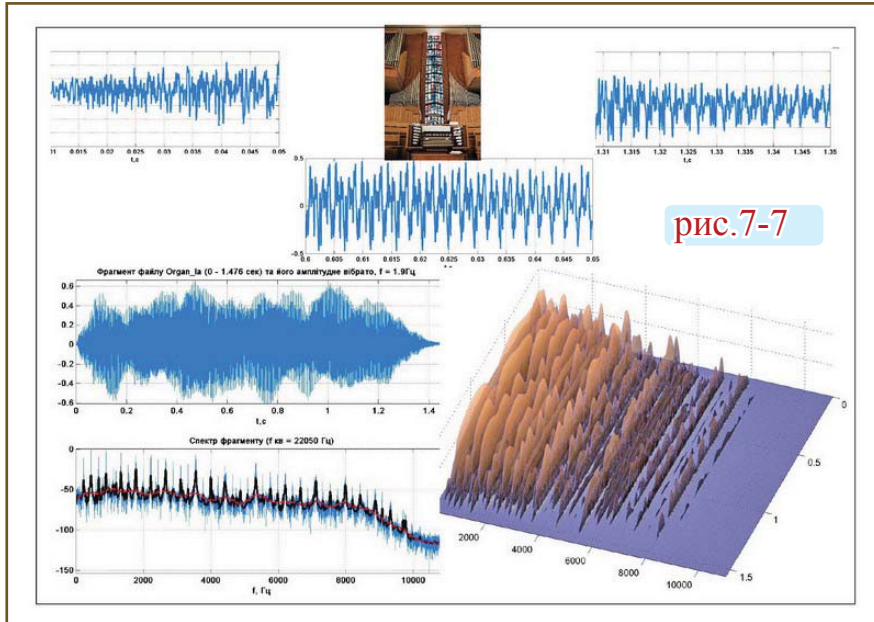 11 0.015 0.02 0.025 0.03 0.035 0.04 0.045 0.05
t,c
1.31 1.315 1.32 1.325 1.33 1.335 1.34 1.345 1.35
t,c
0.5
0
-0.5
0.6 0.635 0.61 0.615 0.62 0.625 0.63 0.635 0.64 0.645 0.05
рис.7-7
Фрагмент файлу Organ_la (0 - 1.476 сек) та його амплітудне вібрато, f = 1.9Гц
0.6
0.4
0.2
0
-0.2
-0.4
-0.6
0 0.2 0.4 0.6 0.8 1 1.2 1.4
t,c
Спектр фрагменту (f кв = 22050 Гц)
0
-50
-100
-150
0 2000 4000 6000 8000 10000
f, Гц
0
0.5
1
1.5
2000 4000 6000 8000 10000